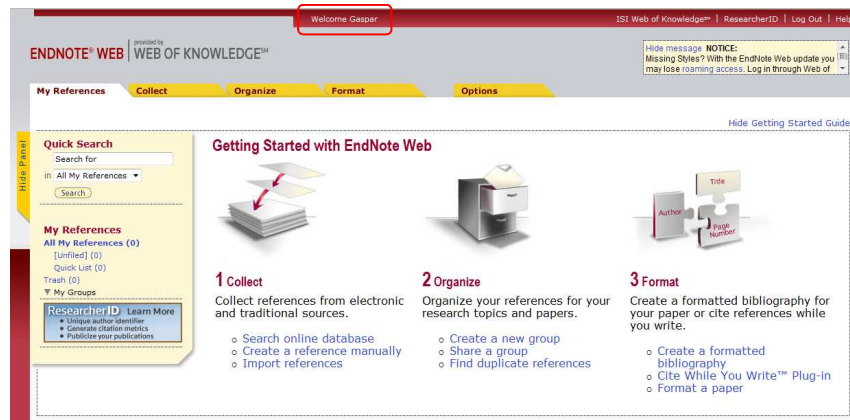 Welcome Gaspar
ISI Web of Knowledge℠ | ResearcherID | Log Out | Help
ENDNOTE® WEB
provided by
WEB OF KNOWLEDGE℠
Hide message NOTICE:
Missing Styles? With the EndNote Web update you
may lose roaming access. Log in through Web of
My References
Collect
Organize
Format
Options
Hide Getting Started Guide
Hide Panel
Quick Search
Search for
in All My References
Search
My References
All My References (0)
[Unfiled] (0)
Quick List (0)
Trash (0)
▼ My Groups
ResearcherID Learn More
• Unique author identifier
• Generate citation metrics
• Publicize your publications
Getting Started with EndNote Web
1 Collect
Collect references from electronic
and traditional sources.
o Search online database
o Create a reference manually
o Import references
2 Organize
Organize your references for your
research topics and papers.
o Create a new group
o Share a group
o Find duplicate references
Title
Author
Page
Number
3 Format
Create a formatted bibliography for
your paper or cite references while
you write.
o Create a formatted
bibliography
o Cite While You Write™ Plug-in
o Format a paper